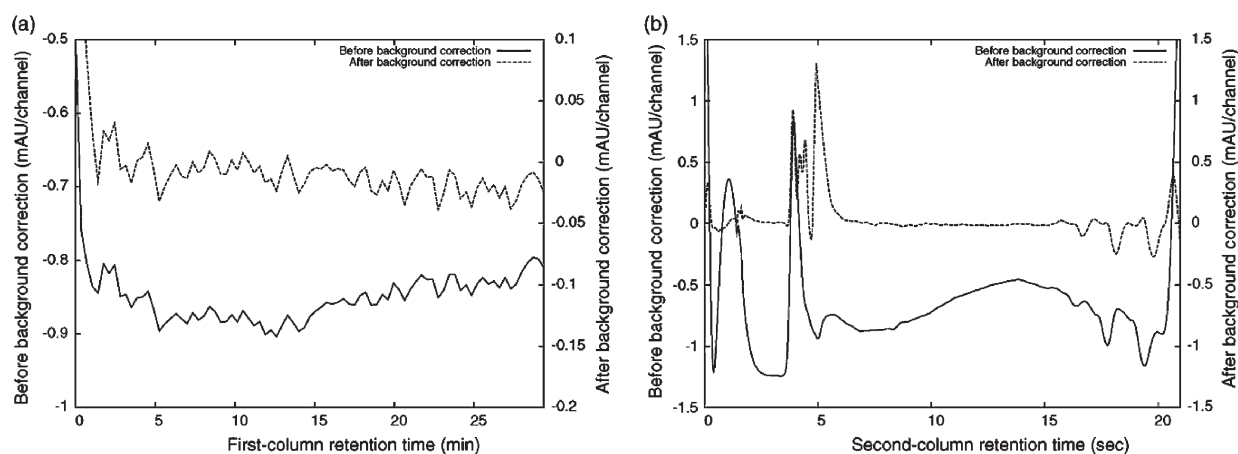 (a)
-0.5
-0.6
-0.7
-0.8
-0.9
-1
Before background correction (mAU/channel)
Before background correction
After background correction
0.1
0.05
0
-0.05
-0.1
-0.15
-0.2
After background correction (mAU/channel)
0 5 10 15 20 25
First-column retention time (min)
(b)
1.5
1
0.5
0
-0.5
-1
-1.5
Before background correction (mAU/channel)
Before background correction
After background correction
1.5
1
0.5
0
-0.5
-1
-1.5
After background correction (mAU/channel)
0 5 10 15 20
Second-column retention time (sec)